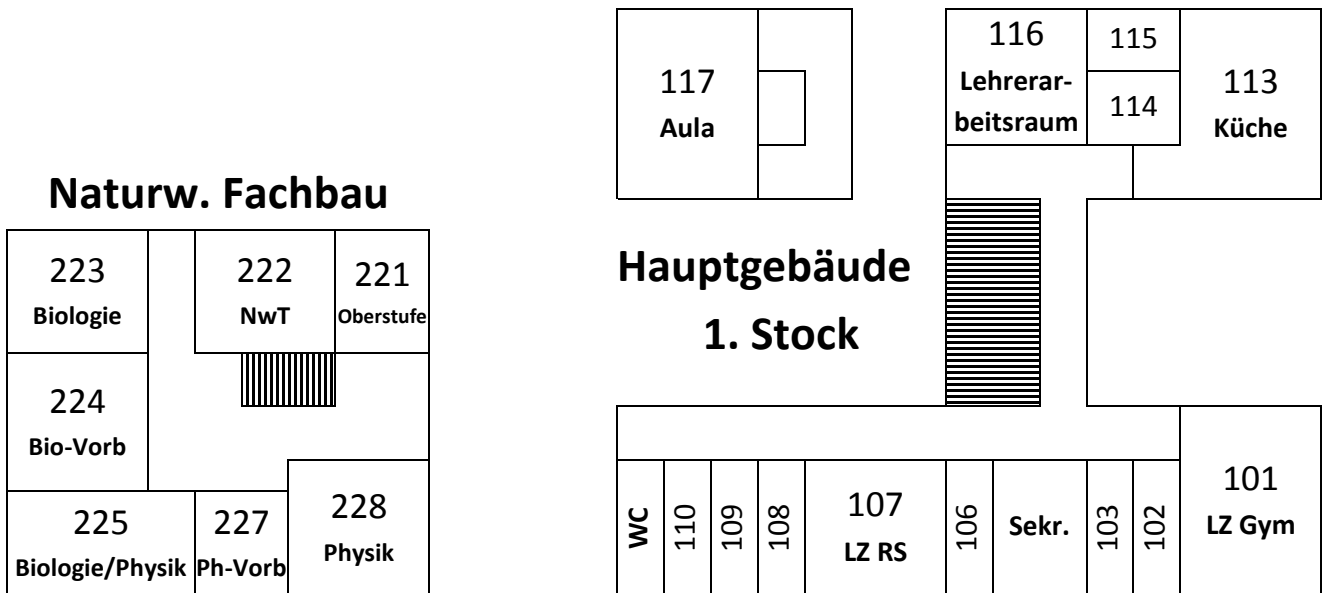 Naturw. Fachbau
223
Biologie
222
NwT
221
Oberstufe
224
Bio-Vorb
225
Biologie/Physik
227
Ph-Vorb
228
Physik
117
Aula
116
Lehrerar-
beitsraum
115
114
113
Küche
Hauptgebäude
1. Stock
WC
110
109
108
107
LZ RS
106
Sekr.
103
102
101
LZ Gym